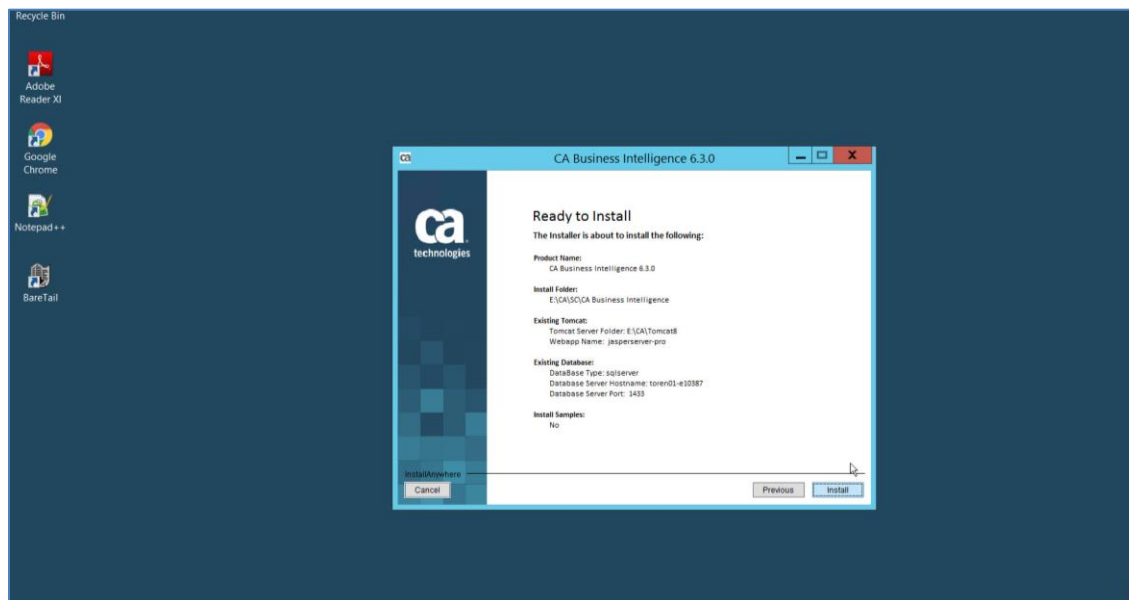 Recycle Bin
Adobe
Reader XI
Google
Chrome
Notepad++
BareTail
ca
CA Business Intelligence 6.3.0
X
ca
technologies
Ready to Install
The Installer is about to install the following:
Product Name:
CA Business Intelligence 6.3.0
Install Folder:
E:\CA\SC\CA Business Intelligence
Existing Tomcat:
Tomcat Server Folder: E:\CA\Tomcat8
Webapp Name: jasperserver-pro
Existing Database:
DataBase Type: sqlserver
Database Server Hostname: toren01-e10387
Database Server Port: 1433
Install Samples:
No
InstallAnywhere
Cancel
Previous
Install